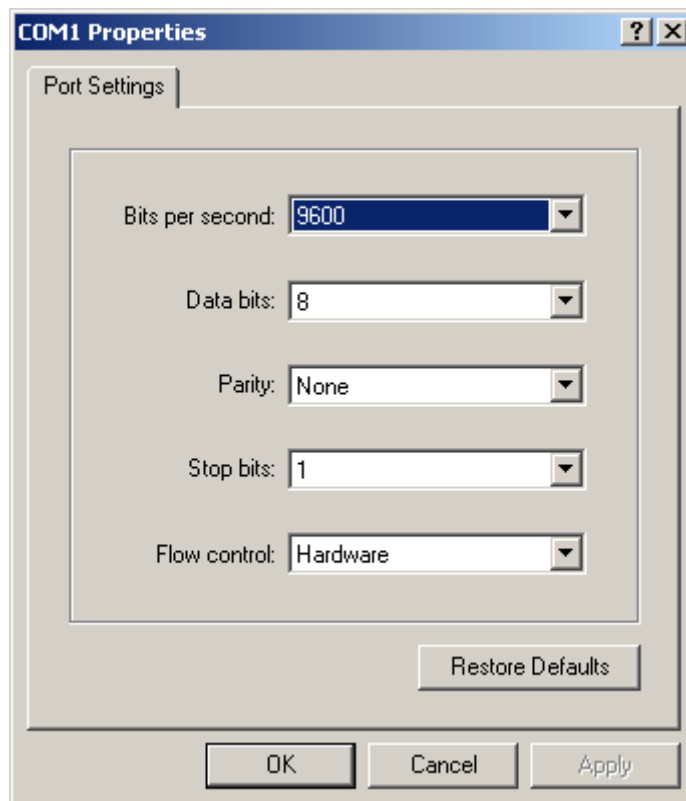 COM1 Properties
Port Settings
Bits per second: 9600
Data bits: 8
Parity: None
Stop bits: 1
Flow control: Hardware
Restore Defaults
OK Cancel Apply